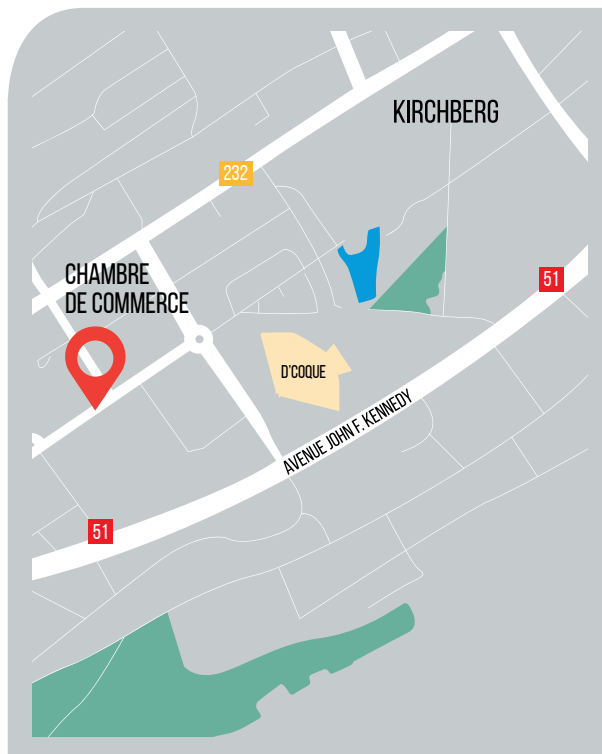 KIRCHBERG
232
CHAMBRE
DE COMMERCE
51
D'COQUE
AVENUE JOHN F. KENNEDY
51